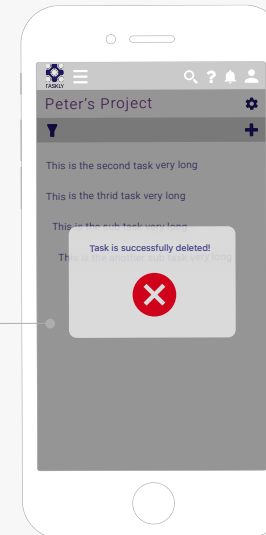 TASKLY
Peter's Project
This is the second task very long
This is the thrid task very long
This is the sub task very long
Task is successfully deleted!
This is the another sub task very long